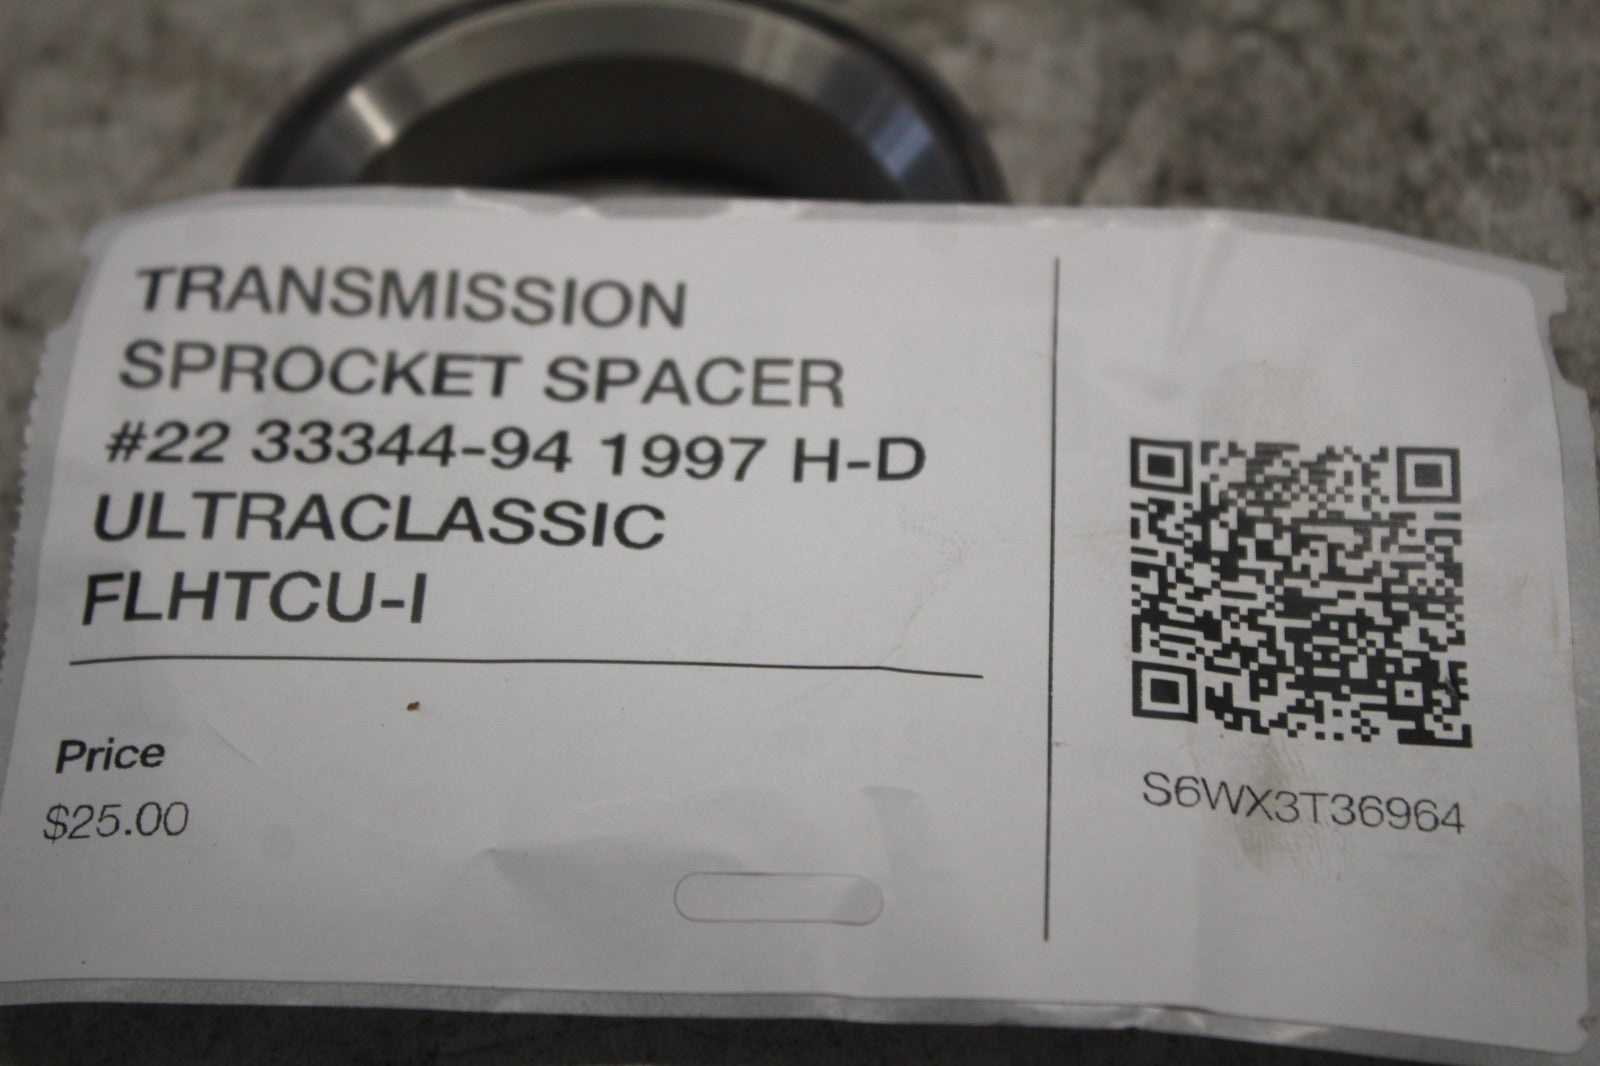 TRANSMISSION
SPROCKET SPACER
#22 33344-94 1997 H-D
ULTRACLASSIC
FLHTCU-I
Price
$25.00
S6WX3T36964